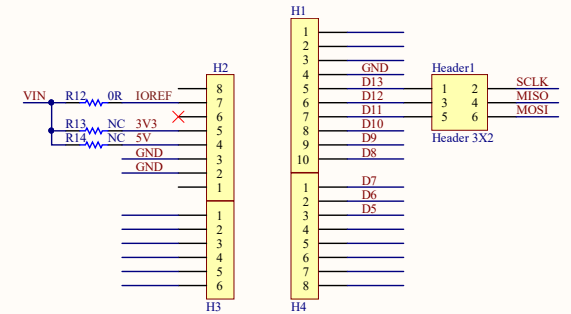 H1
1
2
3
4 GND
5 D13
6 D12
7 D11
8 D10
9 D9
10 D8
1 D7
2 D6
3 D5
4
5
6
7
8
H4
H2
8
VIN R12 0R IOREF 7
6
R13 NC 3V3 5
R14 NC 5V 4
GND 3
GND 2
1
1
2
3
4
5
6
H3
Header1
1 2 SCLK
3 4 MISO
5 6 MOSI
Header 3X2